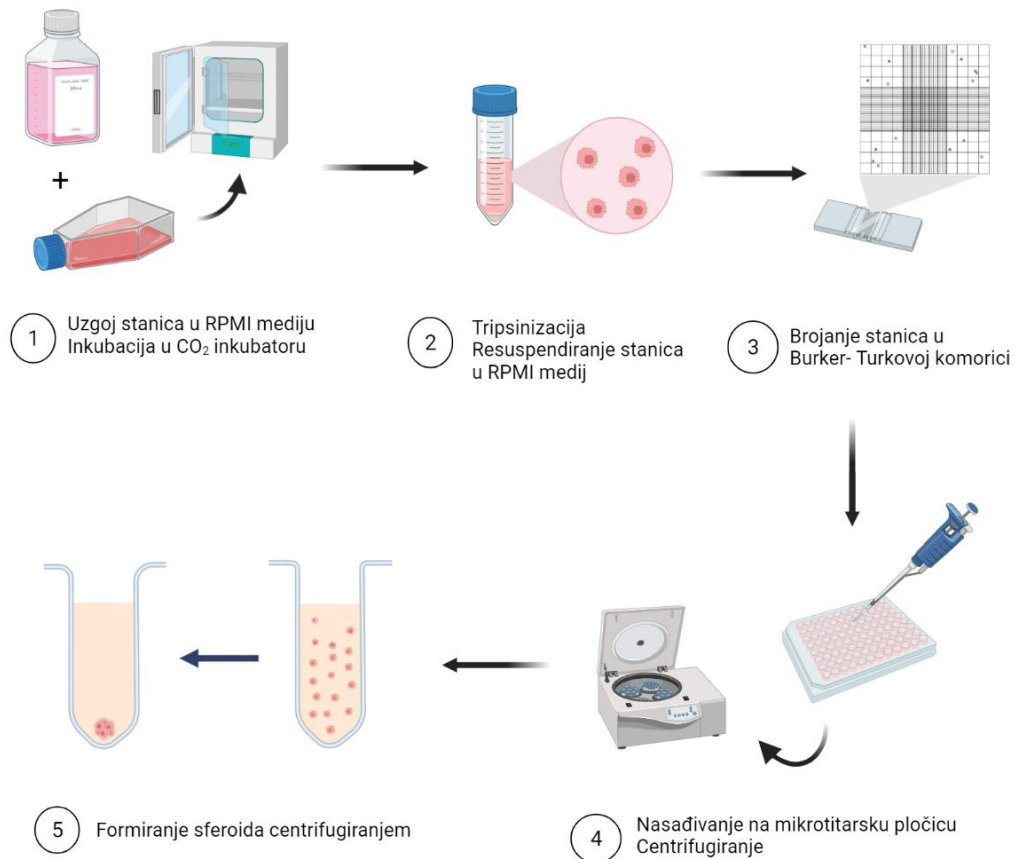 1
Uzgoj stanica u RPMI mediju
Inkubacija u CO₂ inkubatoru
2
Tripsinizacija
Resuspendiranje stanica
u RPMI medij
3
Brojanje stanica u
Burker- Turkovoj komorici
+
4
Nasađivanje na mikrotitarsku pločicu
Centrifugiranje
5
Formiranje sferoida centrifugiranjem